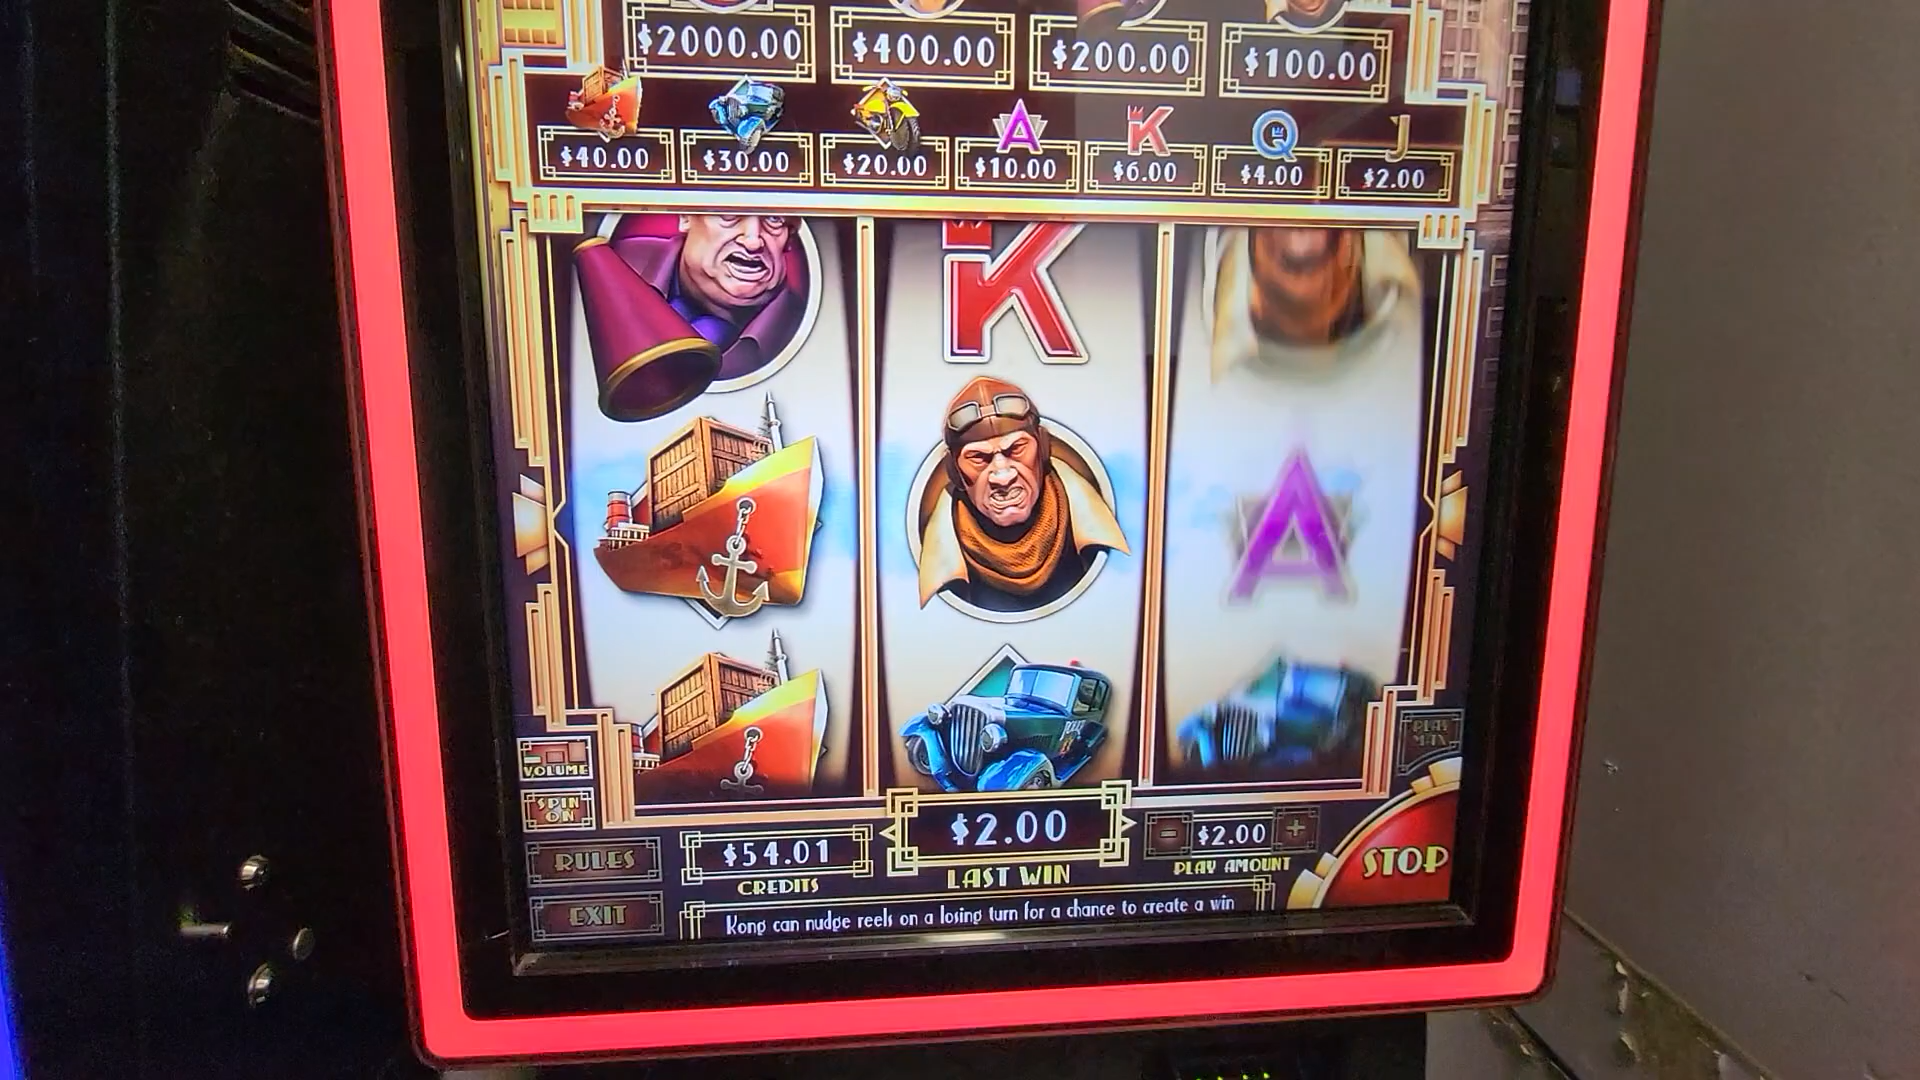 $2000.00 $400.00 $200.00 $100.00
A K Q J
$40.00 $30.00 $20.00 $10.00 $6.00 $4.00 $2.00
K
A
VOLUME
SPIN ON
RULES
EXIT
$54.01
CREDITS
$2.00
LAST WIN
- $2.00 +
PLAY AMOUNT
PLAY MAX
STOP
Kong can nudge reels on a losing turn for a chance to create a win